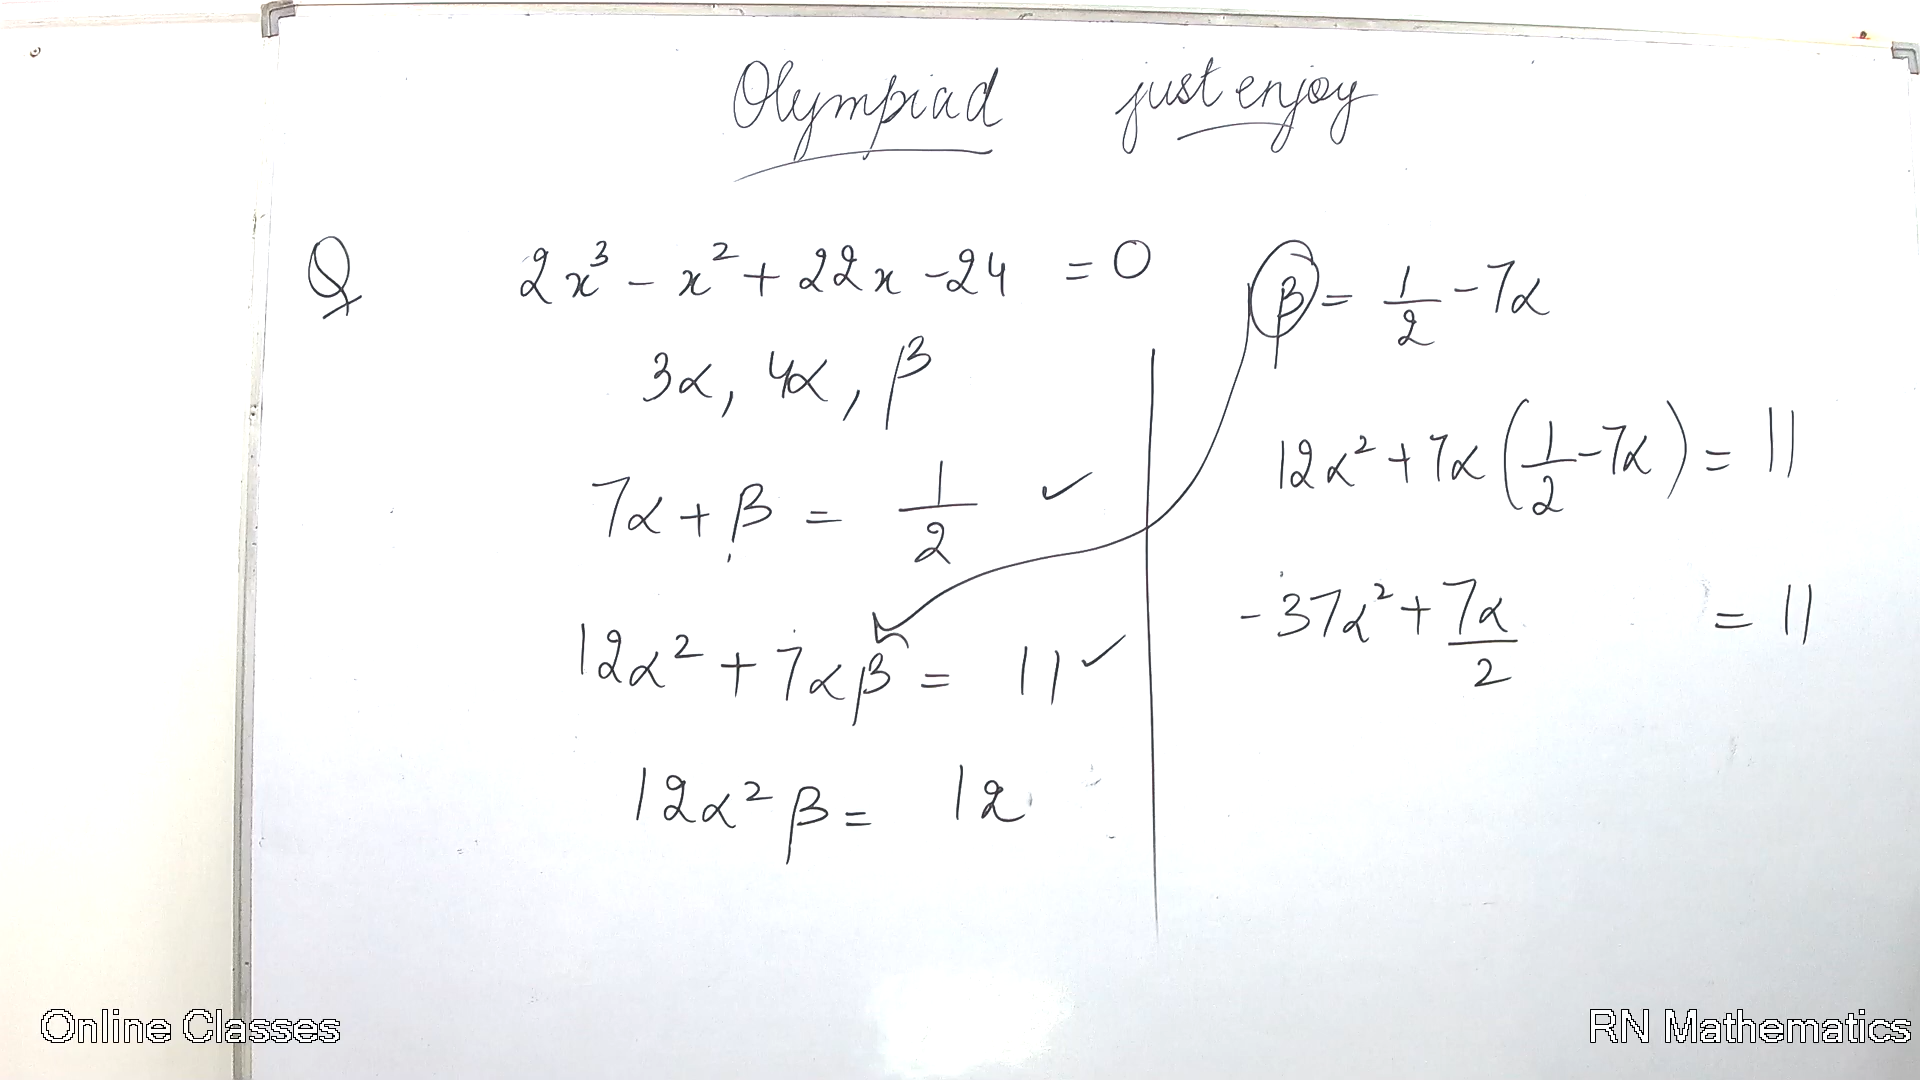 Olympiad just enjoy
Q 2x³ - x² + 22x - 24 = 0
3α, 4α, β
7α + β = 1/2 ✓
12α² + 7αβ = 11 ✓
12α²β = 12
β = 1/2 - 7α
12α² + 7α(1/2 - 7α) = 11
-37α² + 7α/2 = 11
Online Classes
RN Mathematics